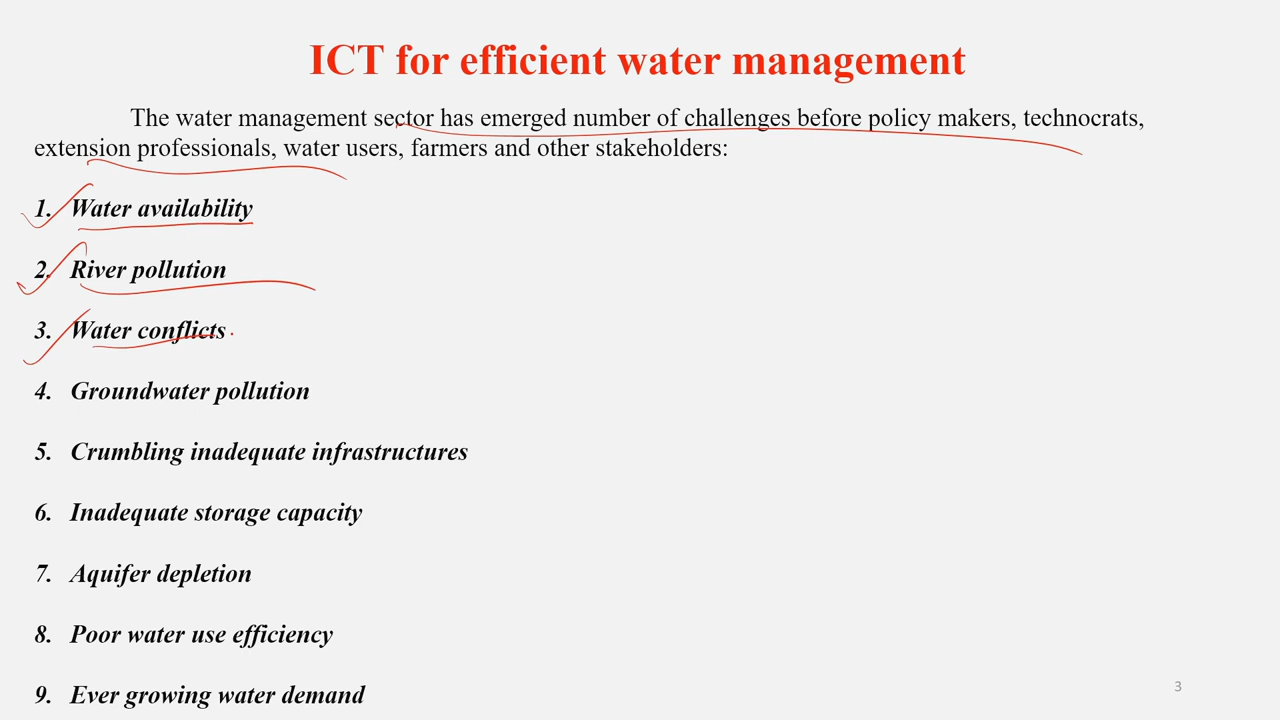 ICT for efficient water management
The water management sector has emerged number of challenges before policy makers, technocrats,
extension professionals, water users, farmers and other stakeholders:
1. Water availability
2. River pollution
3. Water conflicts
4. Groundwater pollution
5. Crumbling inadequate infrastructures
6. Inadequate storage capacity
7. Aquifer depletion
8. Poor water use efficiency
9. Ever growing water demand
3